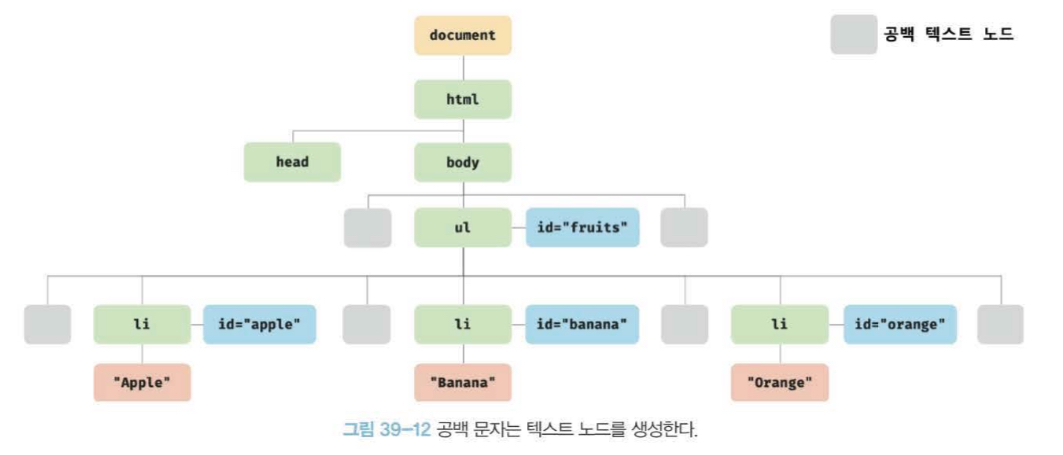 document
공백 텍스트 노드
html
head
body
ul
id="fruits"
li
id="apple"
li
id="banana"
li
id="orange"
"Apple"
"Banana"
"Orange"
그림 39-12 공백 문자는 텍스트 노드를 생성한다.